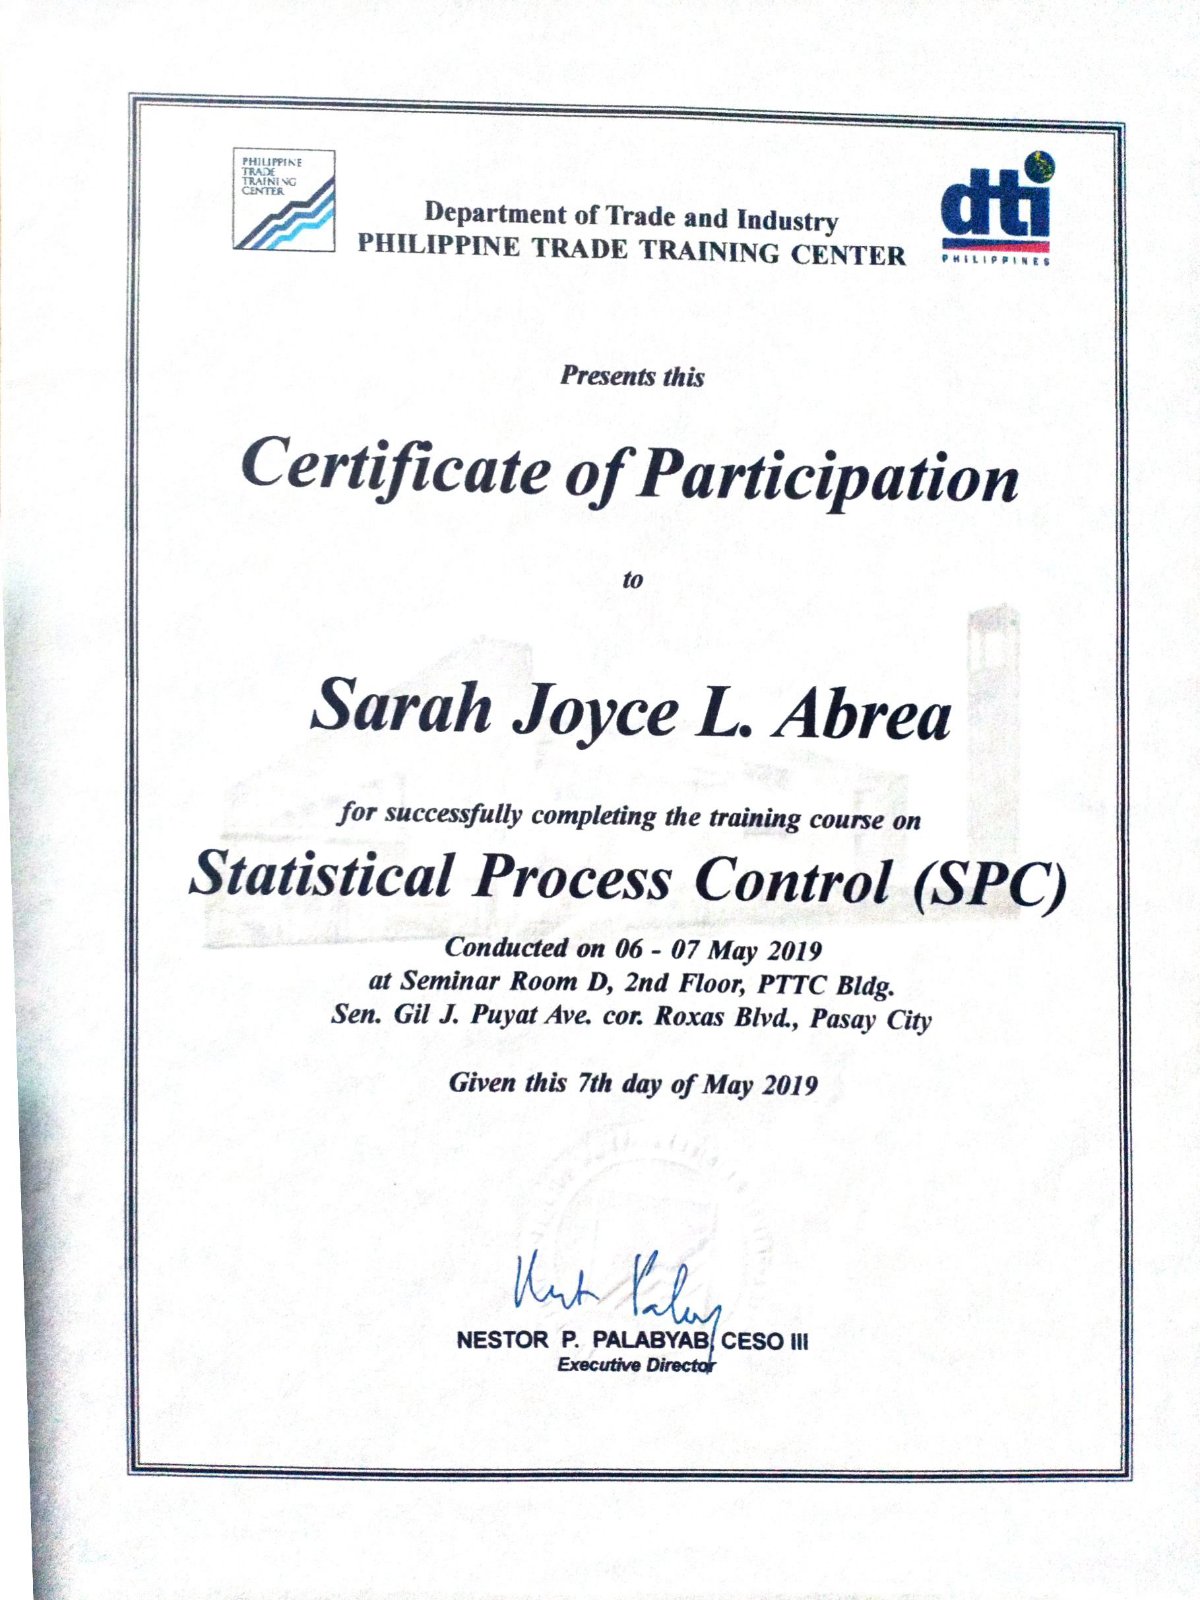 PHILIPPINE
TRADE
TRAINING
CENTER
dti
PHILIPPINES
Department of Trade and Industry
PHILIPPINE TRADE TRAINING CENTER
Presents this
Certificate of Participation
to
Sarah Joyce L. Abrea
for successfully completing the training course on
Statistical Process Control (SPC)
Conducted on 06 - 07 May 2019
at Seminar Room D, 2nd Floor, PTTC Bldg.
Sen. Gil J. Puyat Ave. cor. Roxas Blvd., Pasay City
Given this 7th day of May 2019
NESTOR P. PALABYAB, CESO III
Executive Director